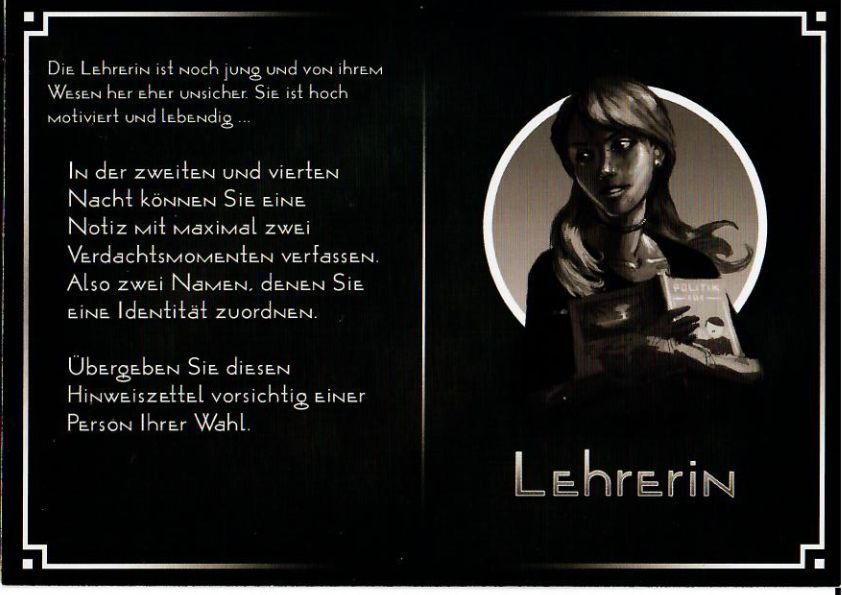 Die Lehrerin ist noch jung und von ihrem
Wesen her eher unsicher. Sie ist hoch
motiviert und lebendig ...
In der zweiten und vierten
Nacht können Sie eine
Notiz mit maximal zwei
Verdachtsmomenten verfassen.
Also zwei Namen, denen Sie
eine Identität zuordnen.
Übergeben Sie diesen
Hinweiszettel vorsichtig einer
Person Ihrer Wahl.
POLITIK
Lehrerin